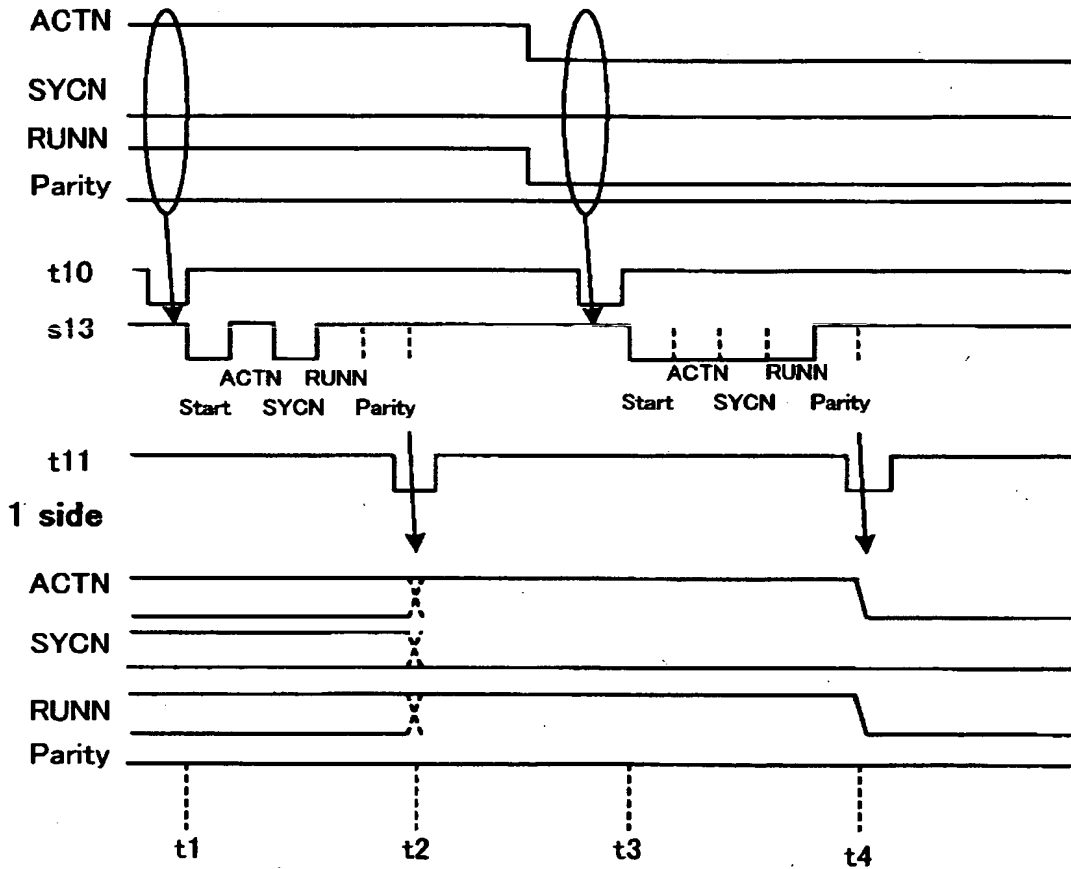 ACTN
SYCN
RUNN
Parity
t10
s13
ACTN RUNN ACTN RUNN
Start SYCN Parity Start SYCN Parity
t11
1 side
ACTN
SYCN
RUNN
Parity
t1 t2 t3 t4